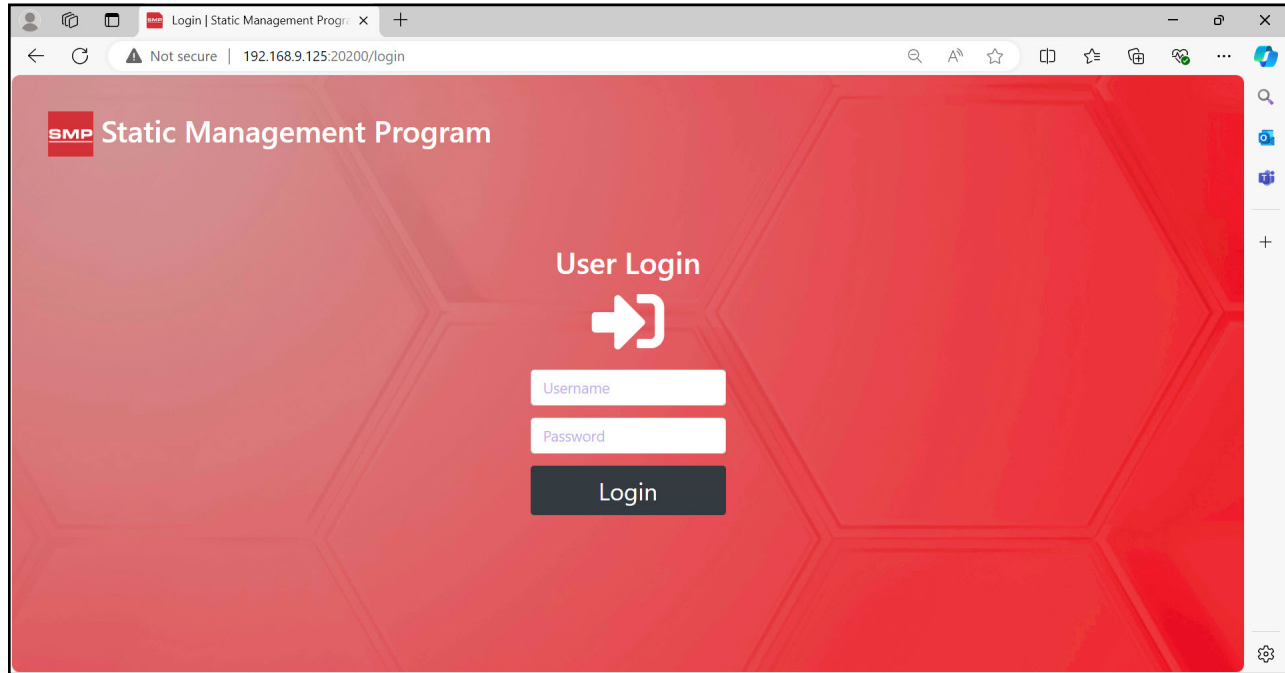 Login | Static Management Progra
Not secure | 192.168.9.125:20200/login
SMP Static Management Program
User Login
Username
Password
Login